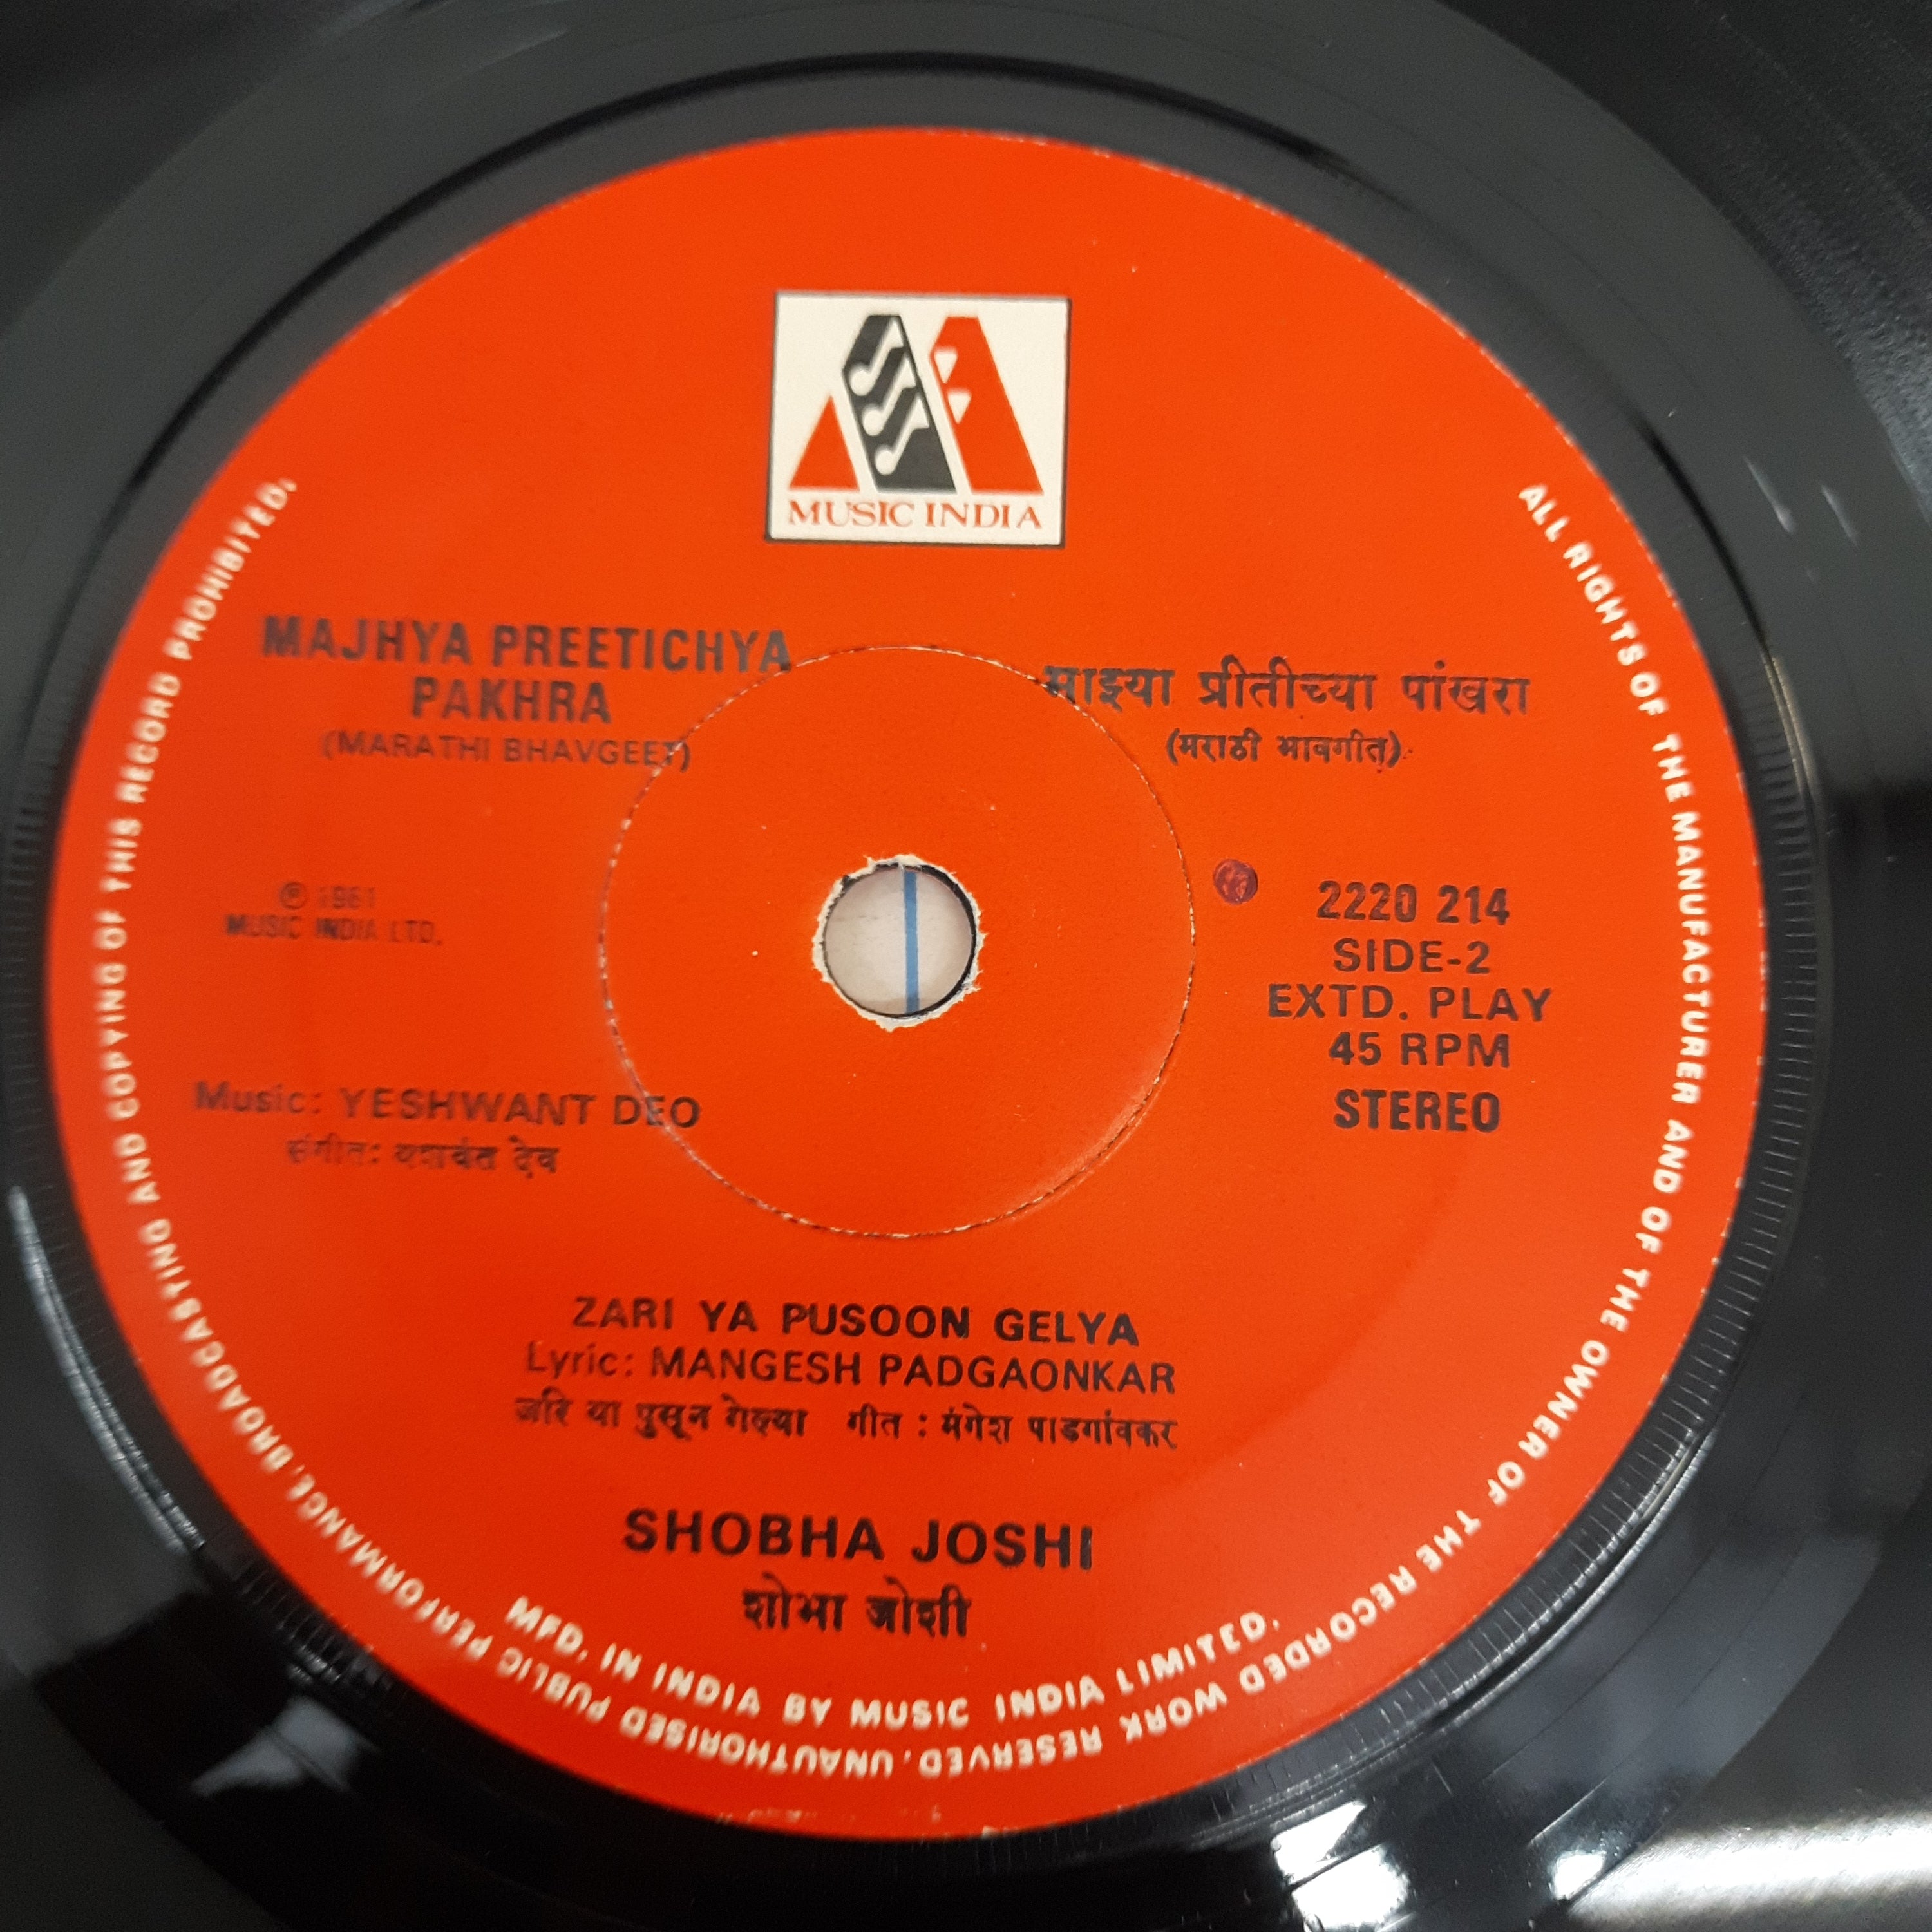 MUSIC INDIA
MAJHYA PREETICHYA
PAKHRA
(MARATHI BHAVGEET)
माझ्या प्रीतीच्या पांखरा
(मराठी भावगीत)
℗ 1981
MUSIC INDIA LTD.
2220 214
SIDE-2
EXTD. PLAY
45 RPM
STEREO
Music: YESHWANT DEO
संगीत: यशवंत देव
ZARI YA PUSOON GELYA
Lyric: MANGESH PADGAONKAR
जरि या पुसून गेल्या गीत : मंगेश पाडगांवकर
SHOBHA JOSHI
शोभा जोशी
MFD. IN INDIA BY MUSIC INDIA LIMITED.
ALL RIGHTS OF THE MANUFACTURER AND OF THE OWNER OF THE RECORDED WORK RESERVED. UNAUTHORISED PUBLIC PERFORMANCE, BROADCASTING AND COPYING OF THIS RECORD PROHIBITED.